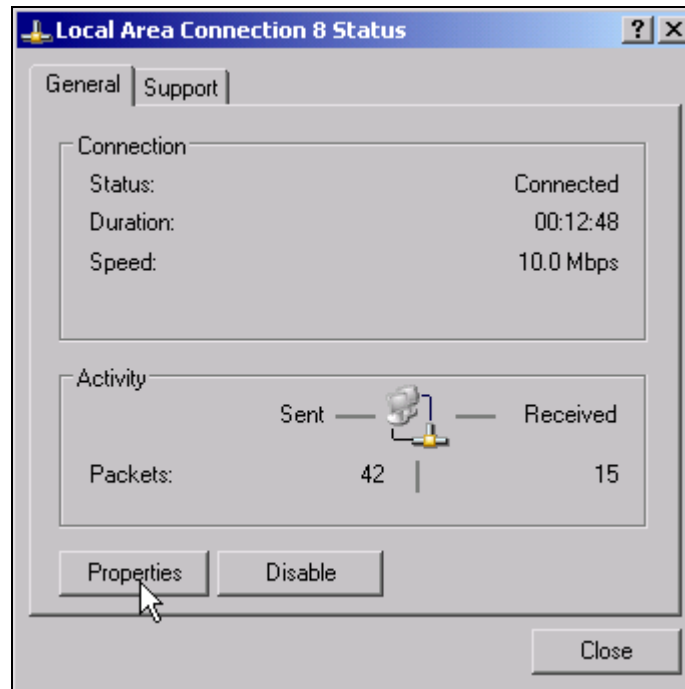 Local Area Connection 8 Status
General Support
Connection
Status: Connected
Duration: 00:12:48
Speed: 10.0 Mbps
Activity
Sent Received
Packets: 42 15
Properties Disable
Close